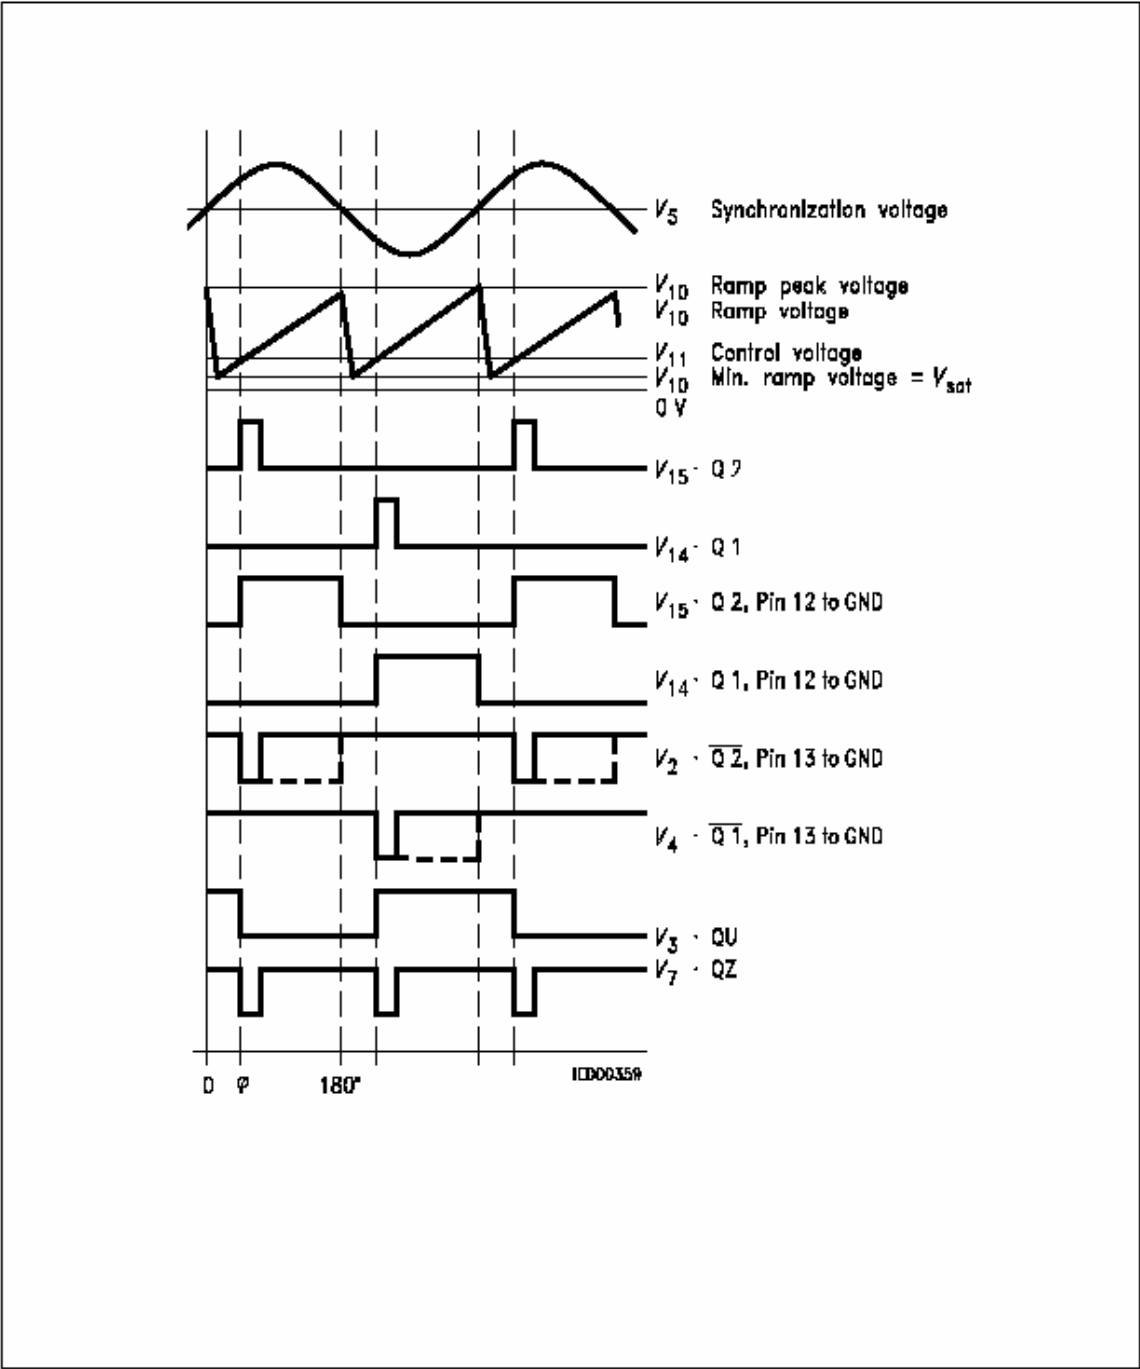 V5 Synchronization voltage
V10 Ramp peak voltage
V10 Ramp voltage
V11 Control voltage
V10 Min. ramp voltage = Vsat
0 V
V15 · Q 2
V14 · Q 1
V15 · Q 2, Pin 12 to GND
V14 · Q 1, Pin 12 to GND
V2 · Q̅ ̅2̅, Pin 13 to GND
V4 · Q̅ ̅1̅, Pin 13 to GND
V3 · QU
V7 · QZ
0 φ 180°
IED00359